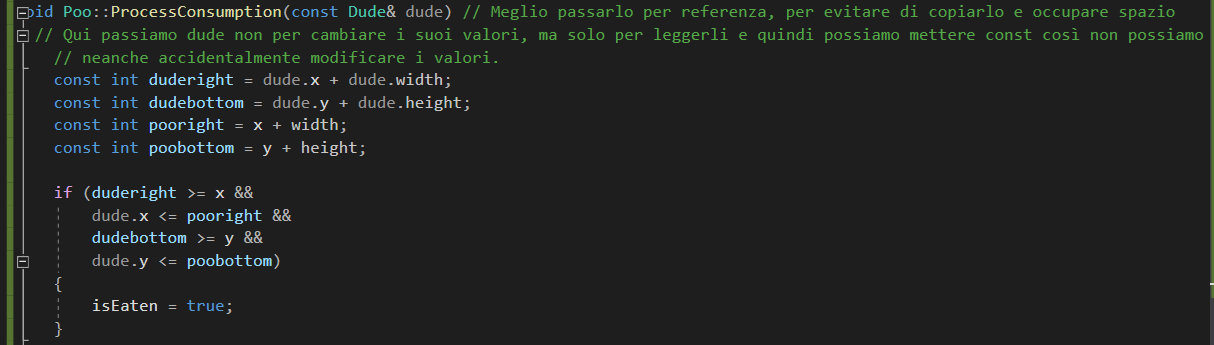 oid Poo::ProcessConsumption(const Dude& dude) // Meglio passarlo per referenza, per evitare di copiarlo e occupare spazio
// Qui passiamo dude non per cambiare i suoi valori, ma solo per leggerli e quindi possiamo mettere const così non possiamo
// neanche accidentalmente modificare i valori.
const int duderight = dude.x + dude.width;
const int dudebottom = dude.y + dude.height;
const int pooright = x + width;
const int poobottom = y + height;
if (duderight >= x &&
dude.x <= pooright &&
dudebottom >= y &&
dude.y <= poobottom)
{
isEaten = true;
}